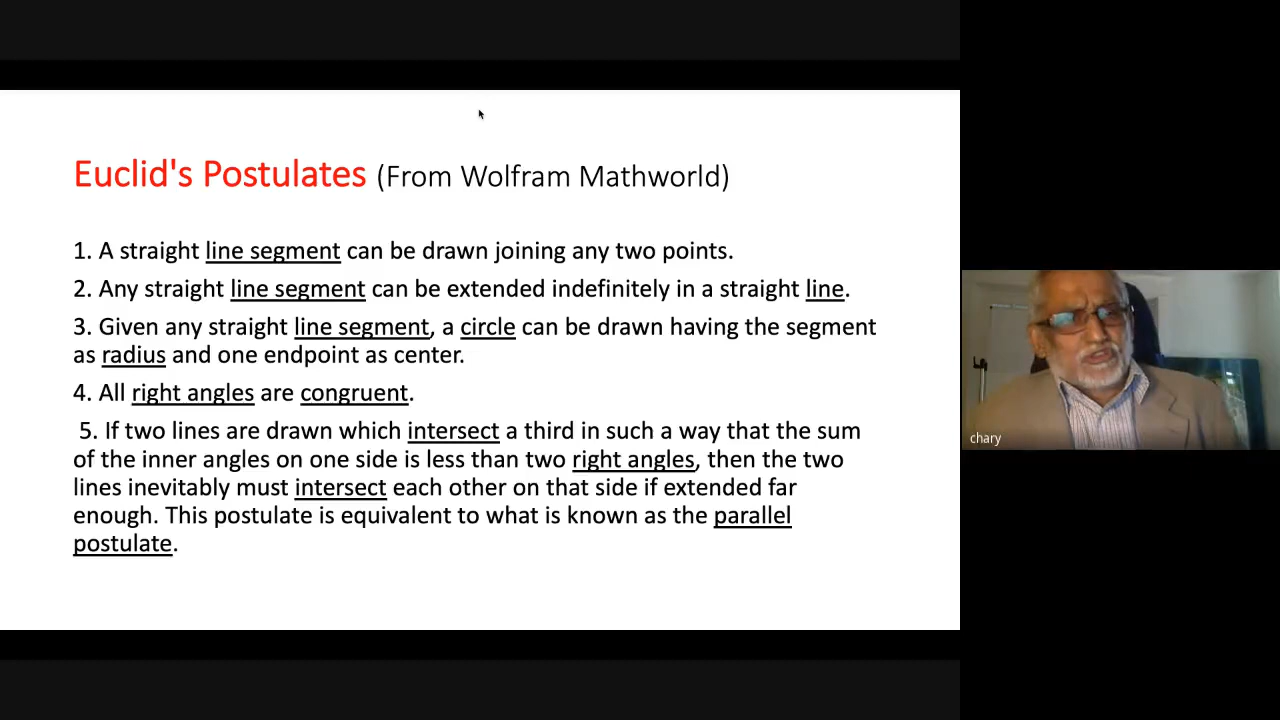 Euclid's Postulates (From Wolfram Mathworld)
1. A straight line segment can be drawn joining any two points.
2. Any straight line segment can be extended indefinitely in a straight line.
3. Given any straight line segment, a circle can be drawn having the segment
as radius and one endpoint as center.
4. All right angles are congruent.
5. If two lines are drawn which intersect a third in such a way that the sum
of the inner angles on one side is less than two right angles, then the two
lines inevitably must intersect each other on that side if extended far
enough. This postulate is equivalent to what is known as the parallel
postulate.
chary